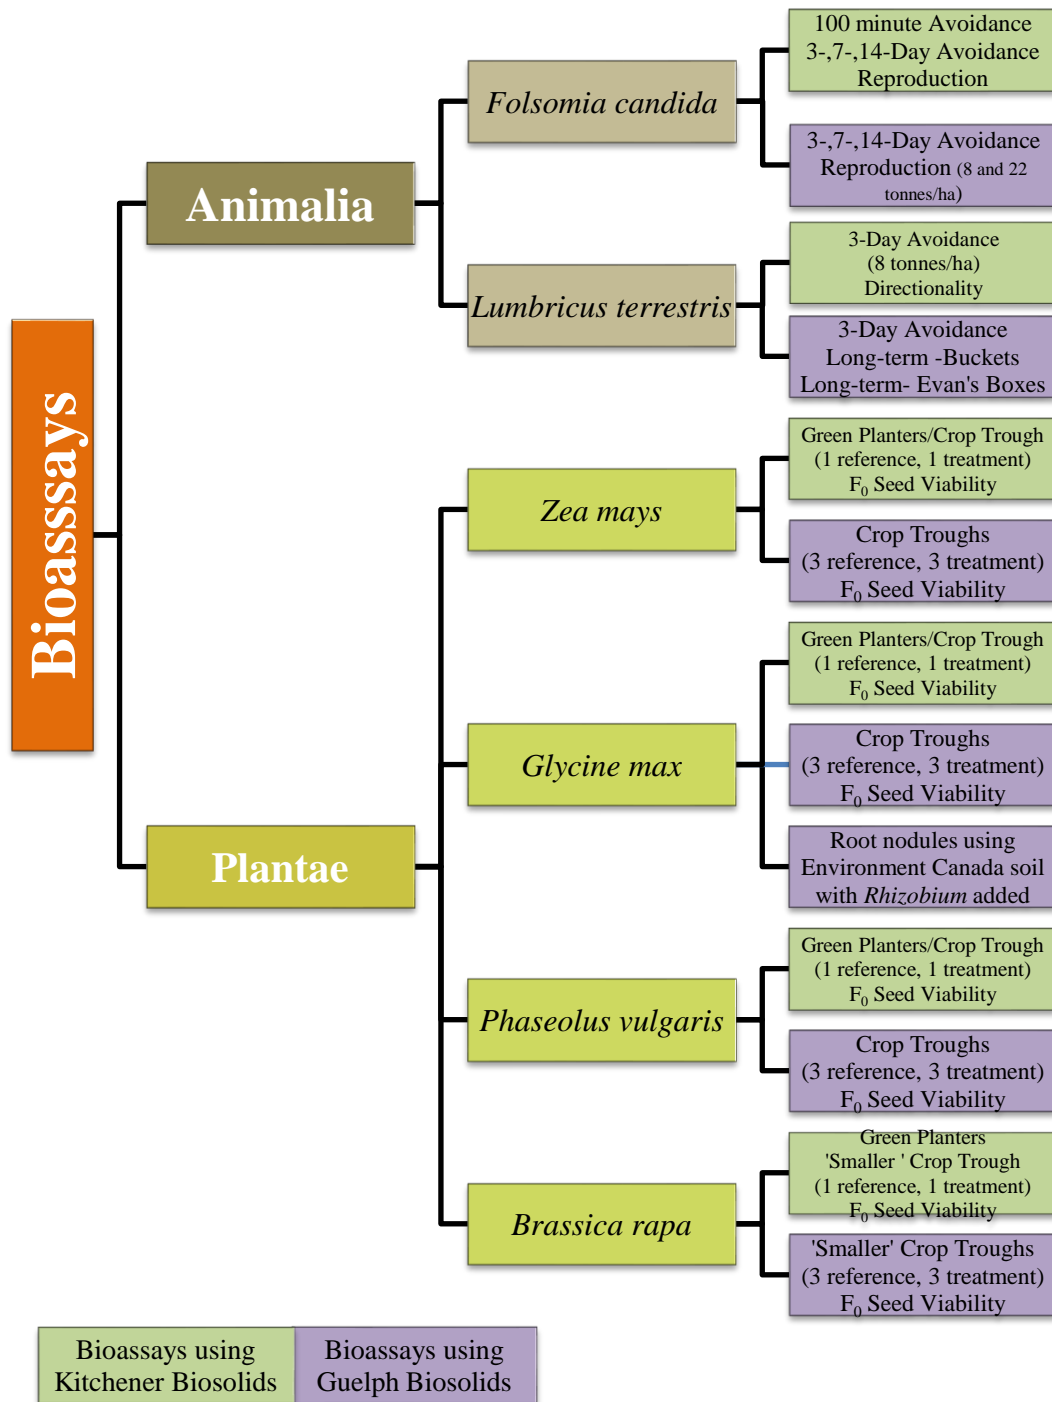 Bioasssays
Animalia
Folsomia candida
100 minute Avoidance
3-,7-,14-Day Avoidance
Reproduction
3-,7-,14-Day Avoidance
Reproduction (8 and 22
tonnes/ha)
Lumbricus terrestris
3-Day Avoidance
(8 tonnes/ha)
Directionality
3-Day Avoidance
Long-term -Buckets
Long-term- Evan's Boxes
Plantae
Zea mays
Green Planters/Crop Trough
(1 reference, 1 treatment)
F0 Seed Viability
Crop Troughs
(3 reference, 3 treatment)
F0 Seed Viability
Glycine max
Green Planters/Crop Trough
(1 reference, 1 treatment)
F0 Seed Viability
Crop Troughs
(3 reference, 3 treatment)
F0 Seed Viability
Root nodules using
Environment Canada soil
with Rhizobium added
Phaseolus vulgaris
Green Planters/Crop Trough
(1 reference, 1 treatment)
F0 Seed Viability
Crop Troughs
(3 reference, 3 treatment)
F0 Seed Viability
Brassica rapa
Green Planters
'Smaller ' Crop Trough
(1 reference, 1 treatment)
F0 Seed Viability
'Smaller' Crop Troughs
(3 reference, 3 treatment)
F0 Seed Viability
Bioassays using
Kitchener Biosolids
Bioassays using
Guelph Biosolids